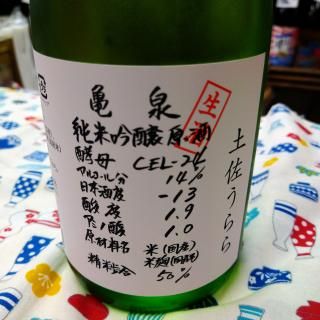 亀泉
生酒
純米吟醸原酒
酵母 CEL-24
アルコール分 14%
日本酒度 -13
酸度 1.9
アミノ酸 1.0
原材料名 米(国産)
米麹(国産米)
精米歩合 50%
土佐うらら